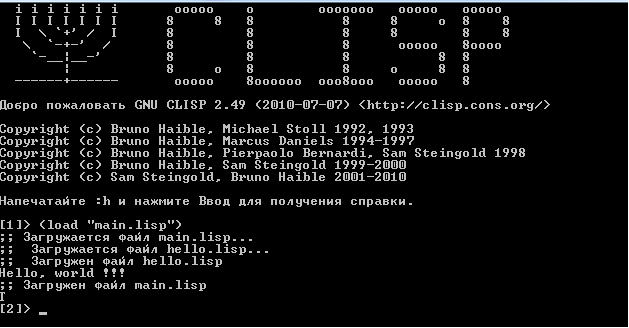 i i i i i i i       ooooo    o        ooooooo   ooooo   ooooo
I I I I I I I      8     8   8           8     8     o  8    8
I  \ `+' /  I      8         8           8     8        8    8
 \  `-+-'  /       8         8           8      ooooo   8oooo
  `-__|__-'        8         8           8           8  8
      |            8     o   8           8     o     8  8
------+------       ooooo    8oooooo  ooo8ooo   ooooo   8
Добро пожаловать GNU CLISP 2.49 (2010-07-07) <http://clisp.cons.org/>
Copyright (c) Bruno Haible, Michael Stoll 1992, 1993
Copyright (c) Bruno Haible, Marcus Daniels 1994-1997
Copyright (c) Bruno Haible, Pierpaolo Bernardi, Sam Steingold 1998
Copyright (c) Bruno Haible, Sam Steingold 1999-2000
Copyright (c) Sam Steingold, Bruno Haible 2001-2010
Напечатайте :h и нажмите Ввод для получения справки.
[1]> (load "main.lisp")
;; Загружается файл main.lisp...
;;  Загружается файл hello.lisp...
;;  Загружен файл hello.lisp
Hello, world !!!
;; Загружен файл main.lisp
T
[2]> _